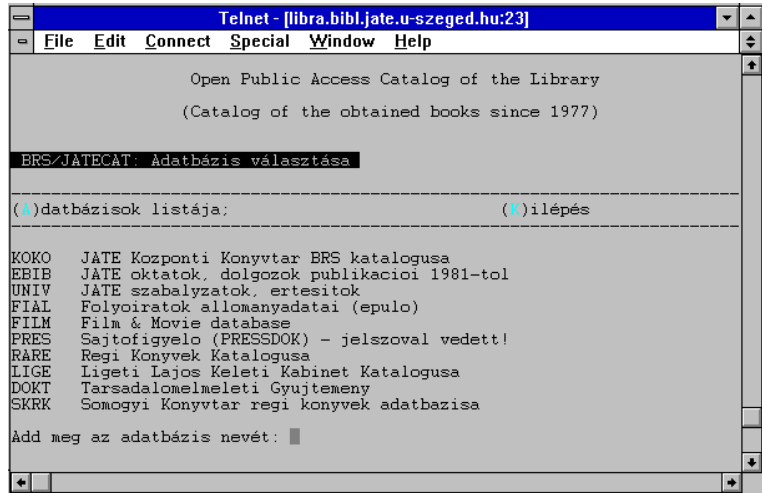 Telnet - [libra.bibl.jate.u-szeged.hu:23]
File Edit Connect Special Window Help
Open Public Access Catalog of the Library
(Catalog of the obtained books since 1977)
BRS/JATECAT: Adatbázis választása
(A)datbázisok listája; (K)ilépés
KOKO JATE Kozponti Konyvtar BRS katalogusa
EBIB JATE oktatok, dolgozok publikacioi 1981-tol
UNIV JATE szabalyzatok, ertesitok
FIAL Folyoiratok allomanyadatai (epulo)
FILM Film & Movie database
PRES Sajtofigyelo (PRESSDOK) - jelszoval vedett!
RARE Regi Konyvek Katalogusa
LIGE Ligeti Lajos Keleti Kabinet Katalogusa
DOKT Tarsadalomelmeleti Gyujtemeny
SKRK Somogyi Konyvtar regi konyvek adatbazisa
Add meg az adatbázis nevét: